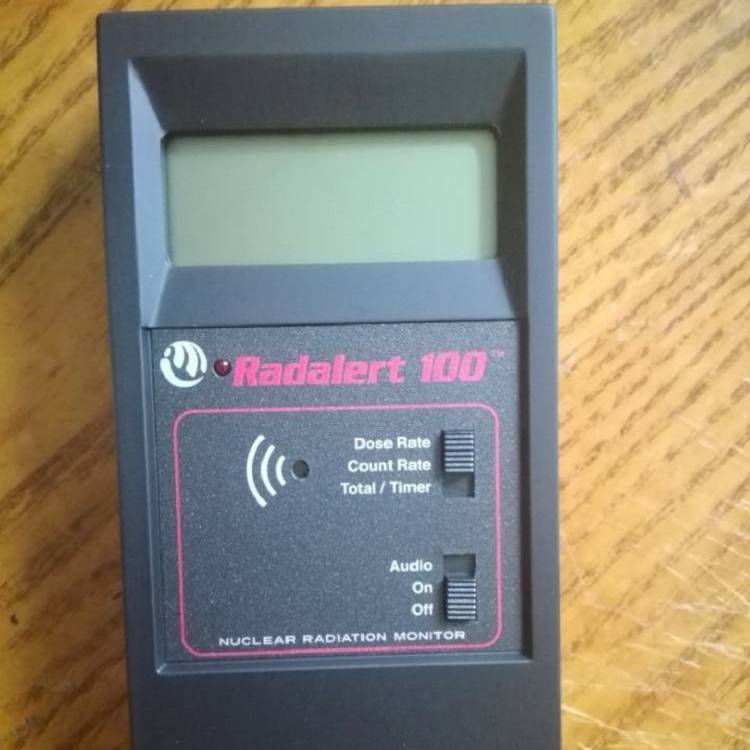 Radalert 100™
Dose Rate
Count Rate
Total / Timer
Audio
On
Off
NUCLEAR RADIATION MONITOR